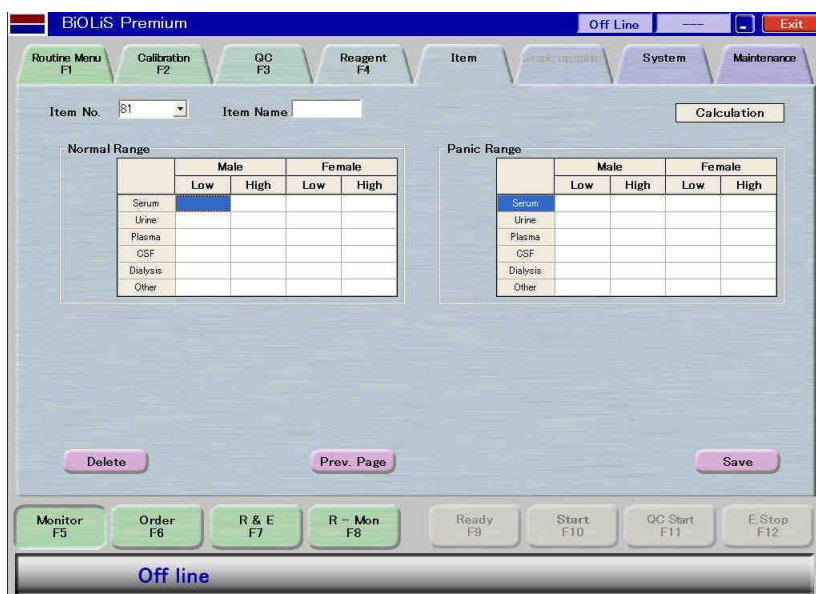 BiOLiS Premium Off Line --- Exit
Routine Menu Calibration QC Reagent Item Simple operation System Maintenance
F1 F2 F3 F4
Item No. 81 Item Name Calculation
Normal Range Panic Range
Male Female Male Female
Low High Low High Low High Low High
Serum Serum
Urine Urine
Plasma Plasma
CSF CSF
Dialysis Dialysis
Other Other
Delete Prev. Page Save
Monitor Order R & E R - Mon Ready Start QC Start E.Stop
F5 F6 F7 F8 F9 F10 F11 F12
Off line